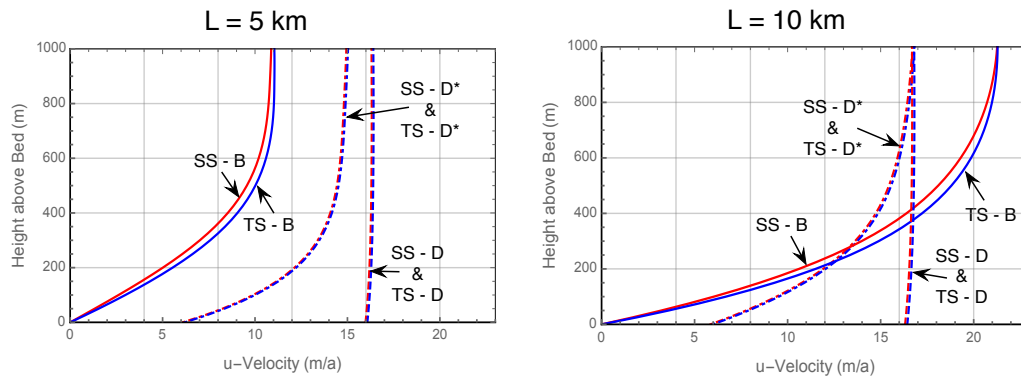 L = 5 km
1000
800
600
400
200
0
Height above Bed (m)
SS - D*
&
TS - D*
SS - B
TS - B
SS - D
&
TS - D
0
5
10
15
20
u-Velocity (m/a)
L = 10 km
1000
800
600
400
200
0
Height above Bed (m)
SS - D*
&
TS - D*
SS - B
TS - B
SS - D
&
TS - D
0
5
10
15
20
u-Velocity (m/a)